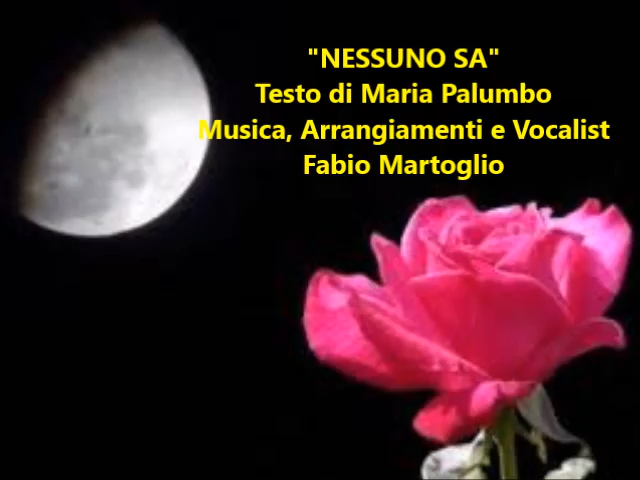 "NESSUNO SA"
Testo di Maria Palumbo
Musica, Arrangiamenti e Vocalist
Fabio Martoglio